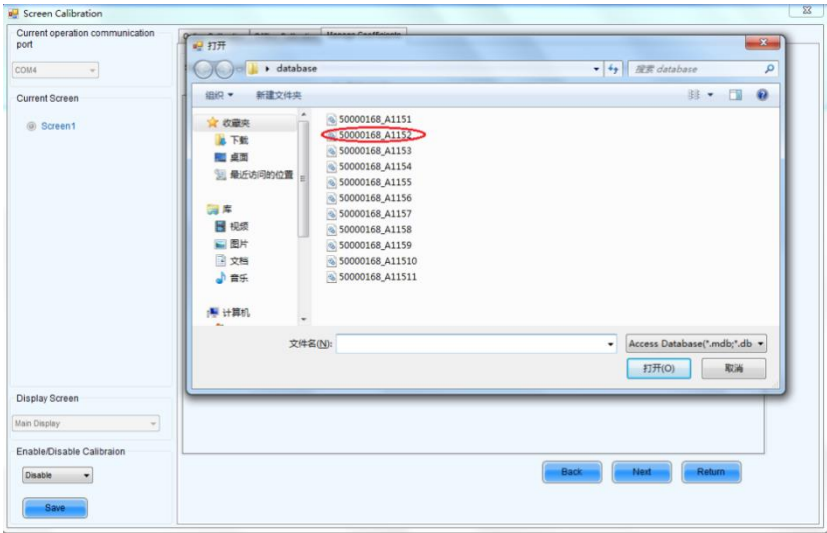 Screen Calibration
Current operation communication
port
COM4
Current Screen
Screen1
Display Screen
Main Display
Enable/Disable Calibraion
Disable
Save
Manage Coefficients
打开
database
搜索 database
组织
新建文件夹
收藏夹
下载
桌面
最近访问的位置
库
视频
图片
文档
音乐
计算机
50000168_A1151
50000168_A1152
50000168_A1153
50000168_A1154
50000168_A1155
50000168_A1156
50000168_A1157
50000168_A1158
50000168_A1159
50000168_A11510
50000168_A11511
文件名(N):
Access Database(*.mdb;*.db
打开(O)
取消
Back
Next
Return